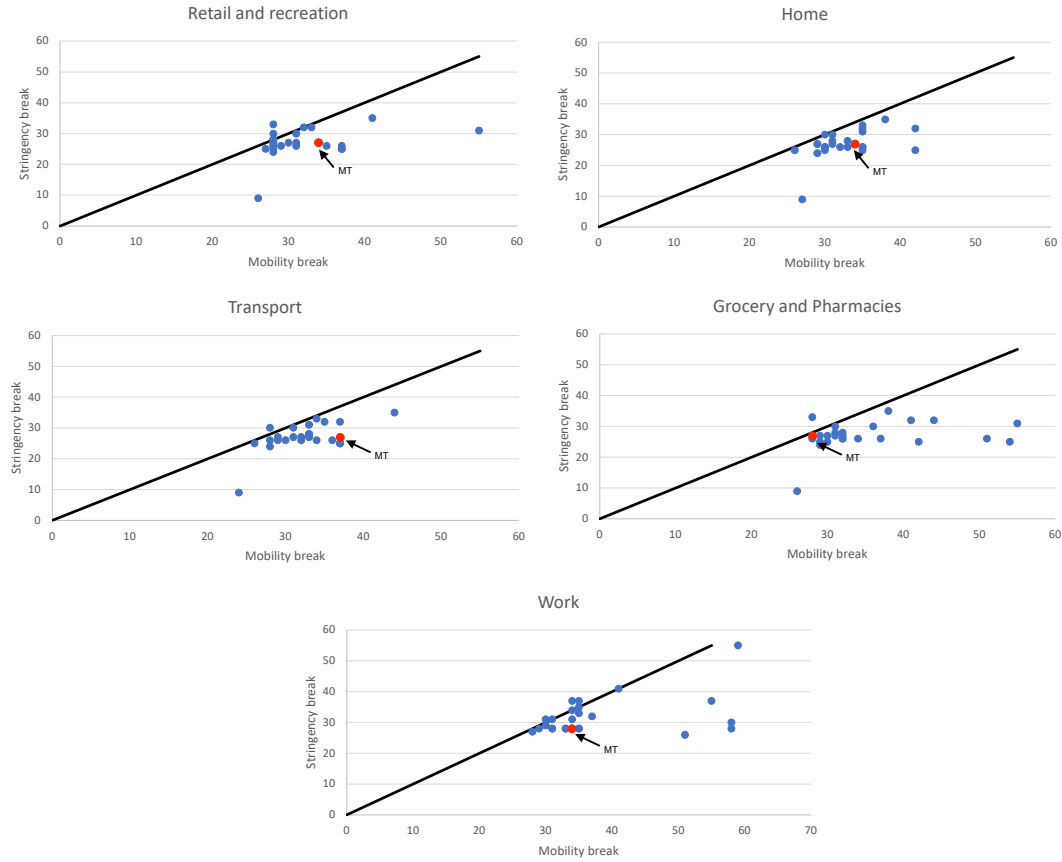 Retail and recreation
60
50
40
30
20
10
0
Stringency break
0 10 20 30 40 50 60
Mobility break
MT
Home
60
50
40
30
20
10
0
Stringency break
0 10 20 30 40 50 60
Mobility break
MT
Transport
60
50
40
30
20
10
0
Stringency break
0 10 20 30 40 50 60
Mobility break
MT
Grocery and Pharmacies
60
50
40
30
20
10
0
Stringency break
0 10 20 30 40 50 60
Mobility break
MT
Work
60
50
40
30
20
10
0
Stringency break
0 10 20 30 40 50 60 70
Mobility break
MT